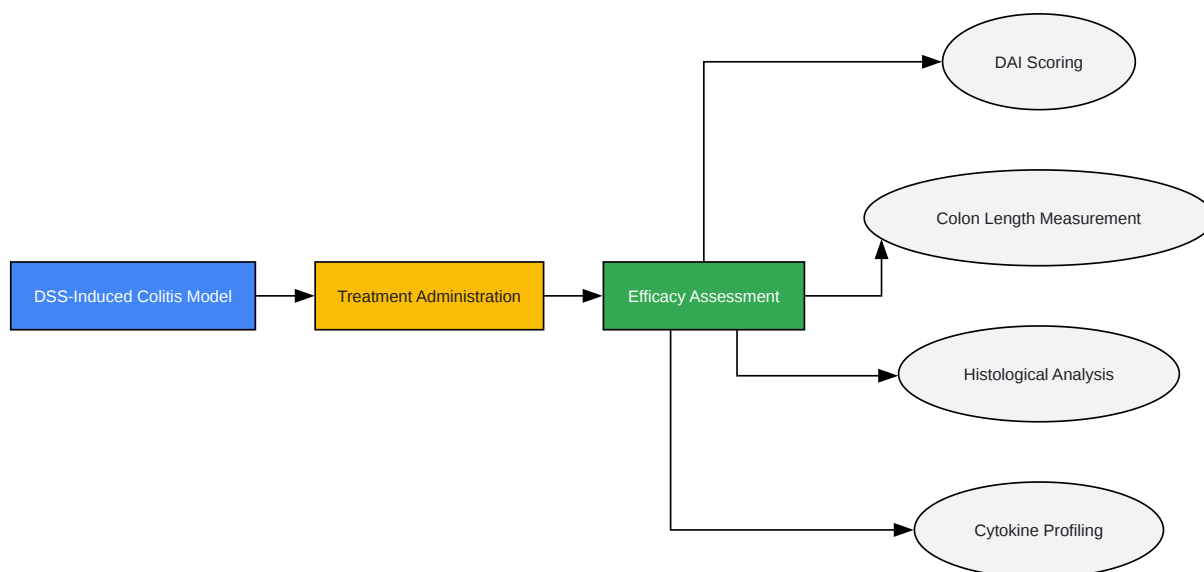 DSS-Induced Colitis Model
Treatment Administration
Efficacy Assessment
DAI Scoring
Colon Length Measurement
Histological Analysis
Cytokine Profiling